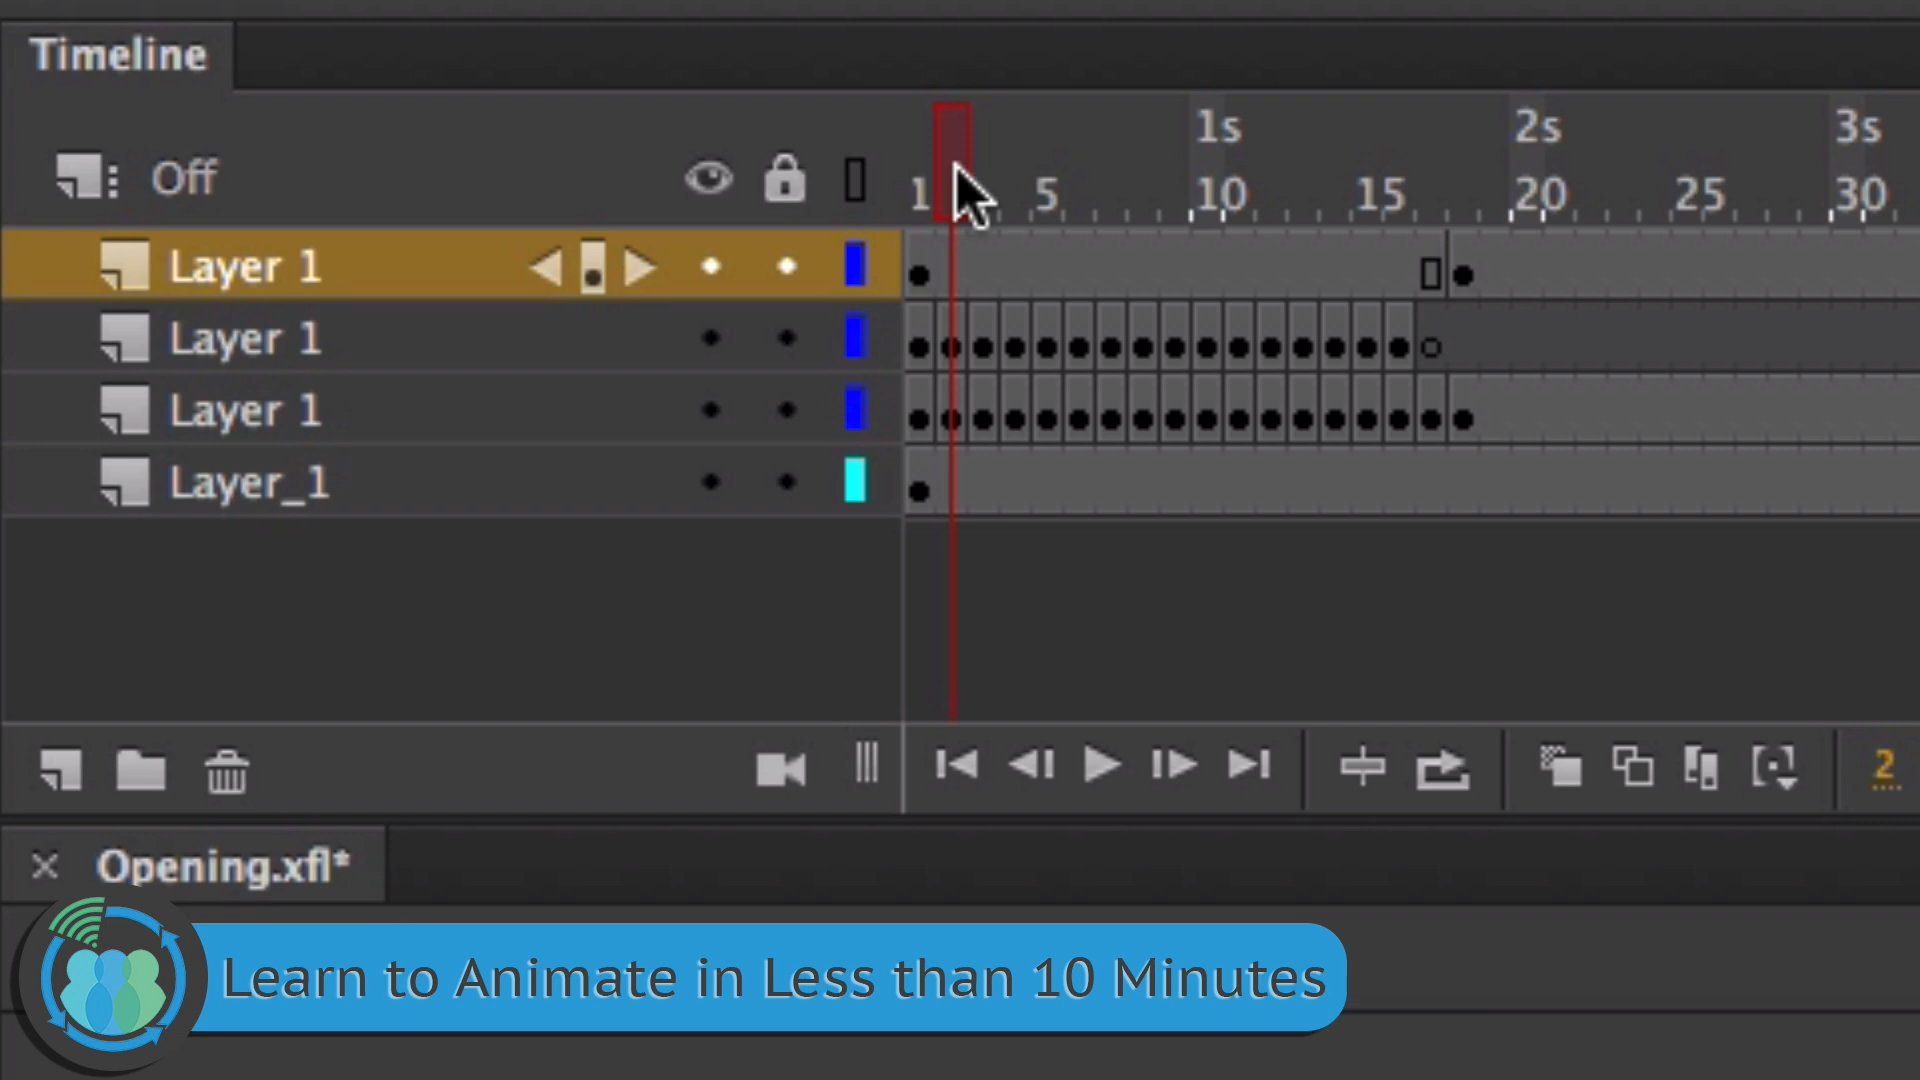 Timeline
Off
1s 2s 3s
1 5 10 15 20 25 30
Layer 1
Layer 1
Layer 1
Layer_1
2
Opening.xfl*
Learn to Animate in Less than 10 Minutes